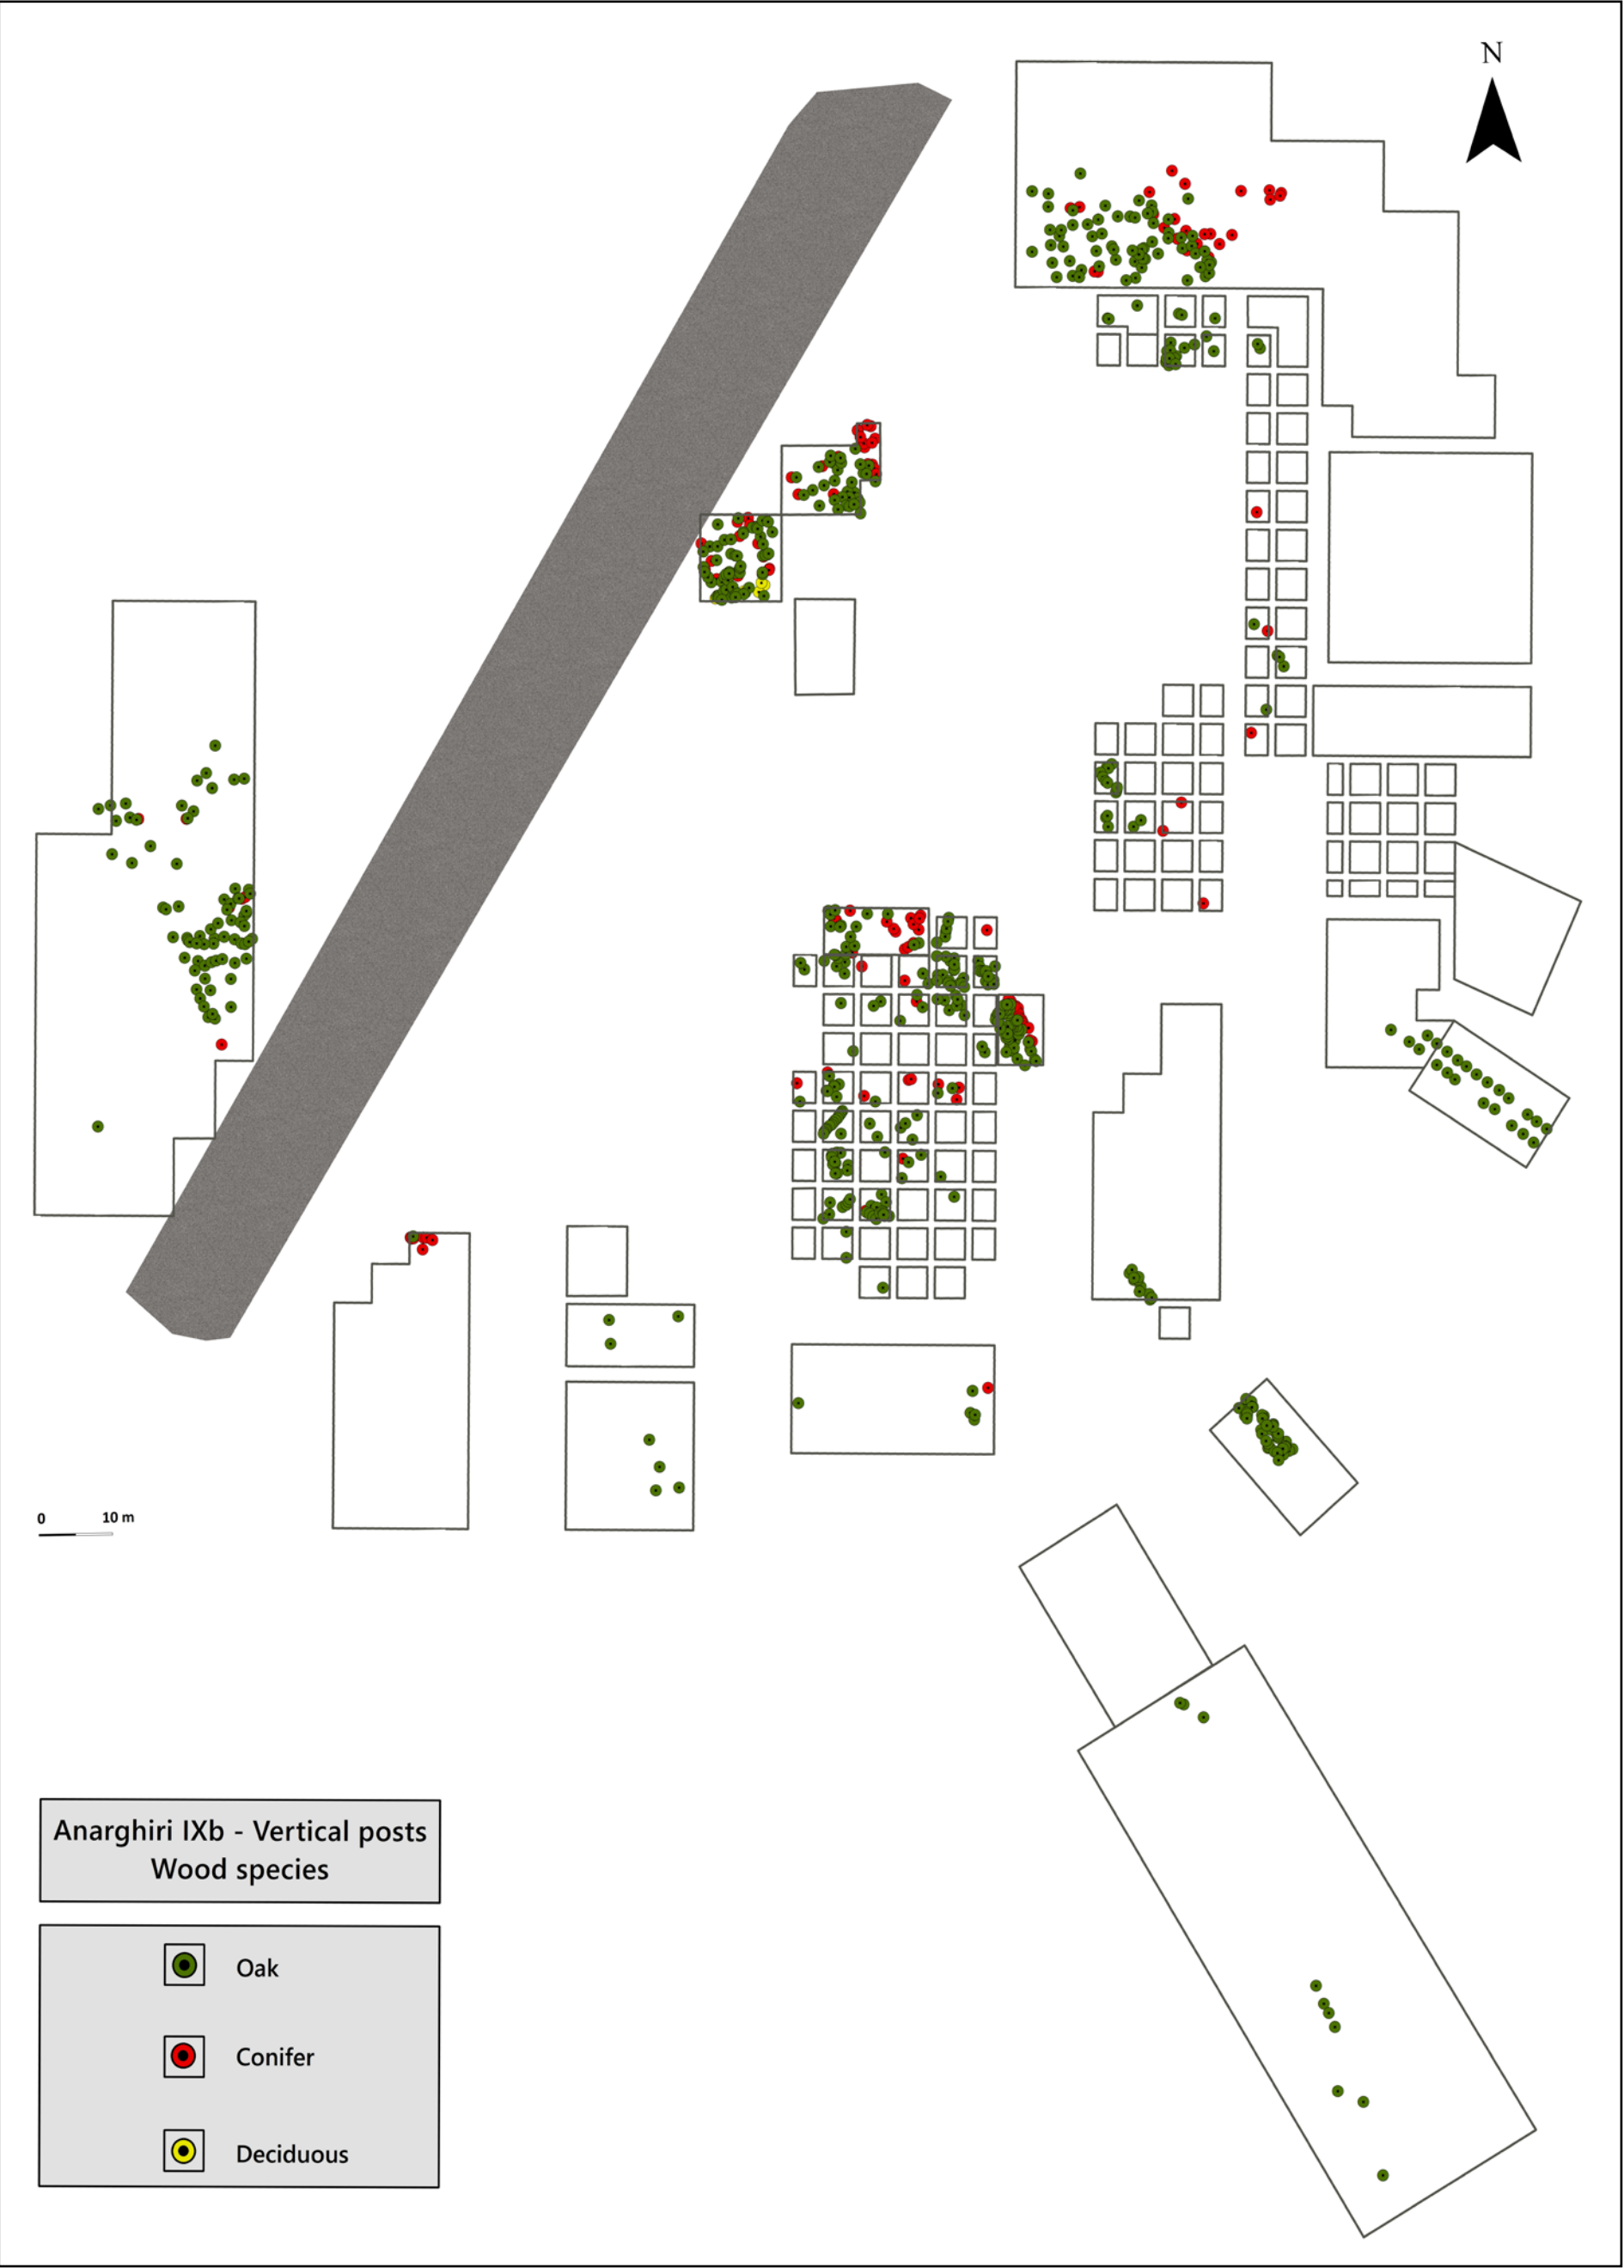 N
0 10 m
Anarghiri IXb - Vertical posts
Wood species
Oak
Conifer
Deciduous